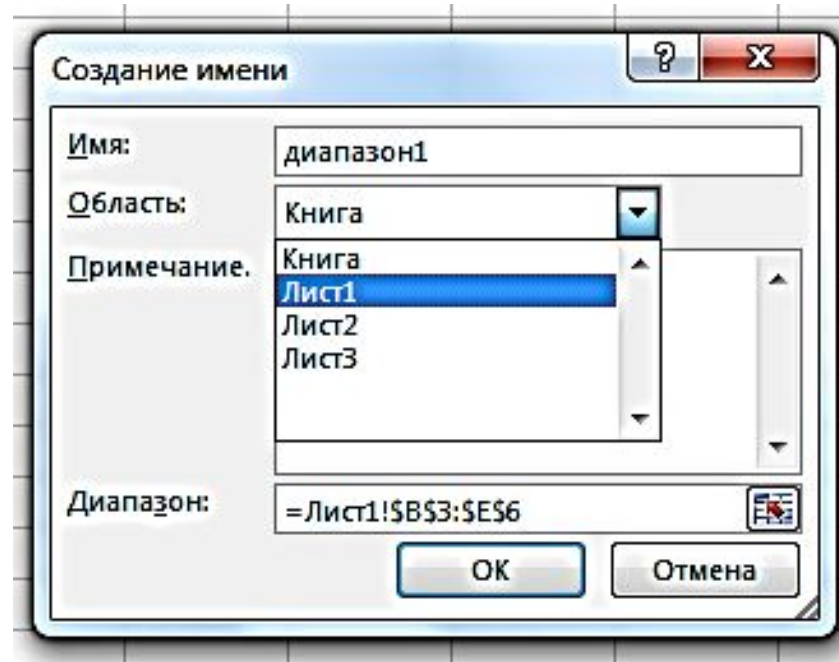 Создание имени
?
X
Имя:
диапазон1
Область:
Книга
Примечание.
Книга
Лист1
Лист2
Лист3
Диапазон:
=Лист1!$B$3:$E$6
ОК
Отмена